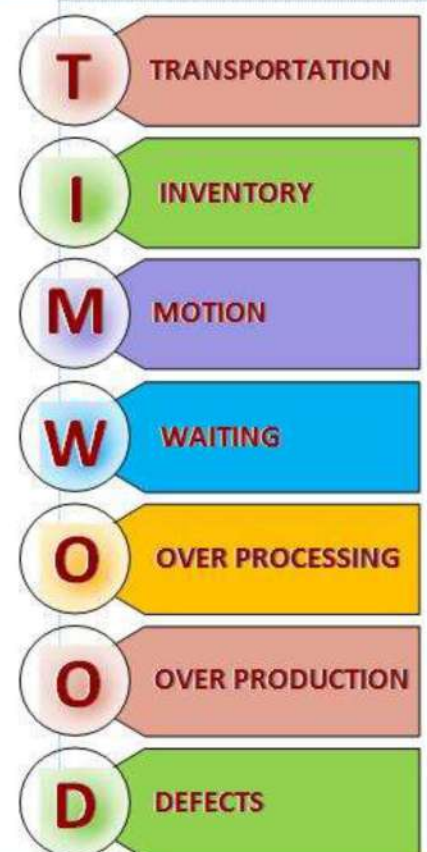 T TRANSPORTATION
I INVENTORY
M MOTION
W WAITING
O OVER PROCESSING
O OVER PRODUCTION
D DEFECTS